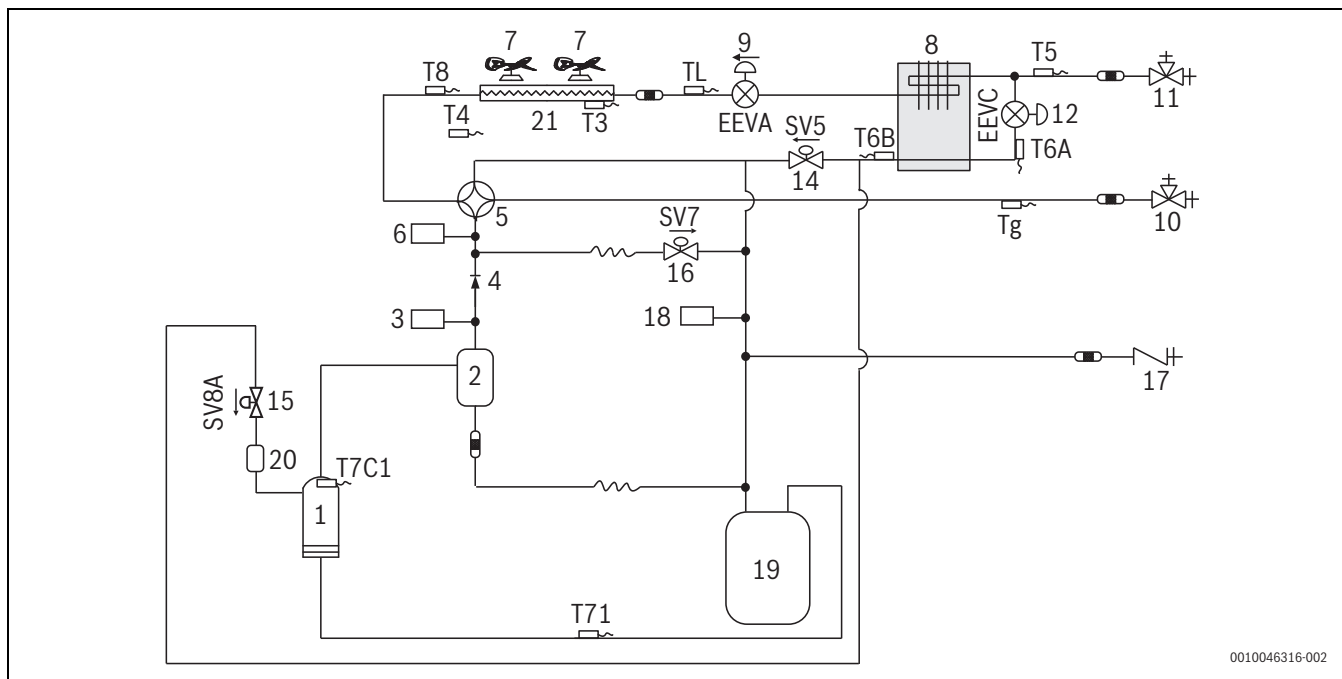 7 7 9 8
T8 TL T5
T4 21 T3 EEVA EEVC 12 11
SV5 T6B T6A
14
5 Tg 10
6 SV7
16
4
3 18
2 17
SV8A 15
20 T7C1
1
19
T71
0010046316-002